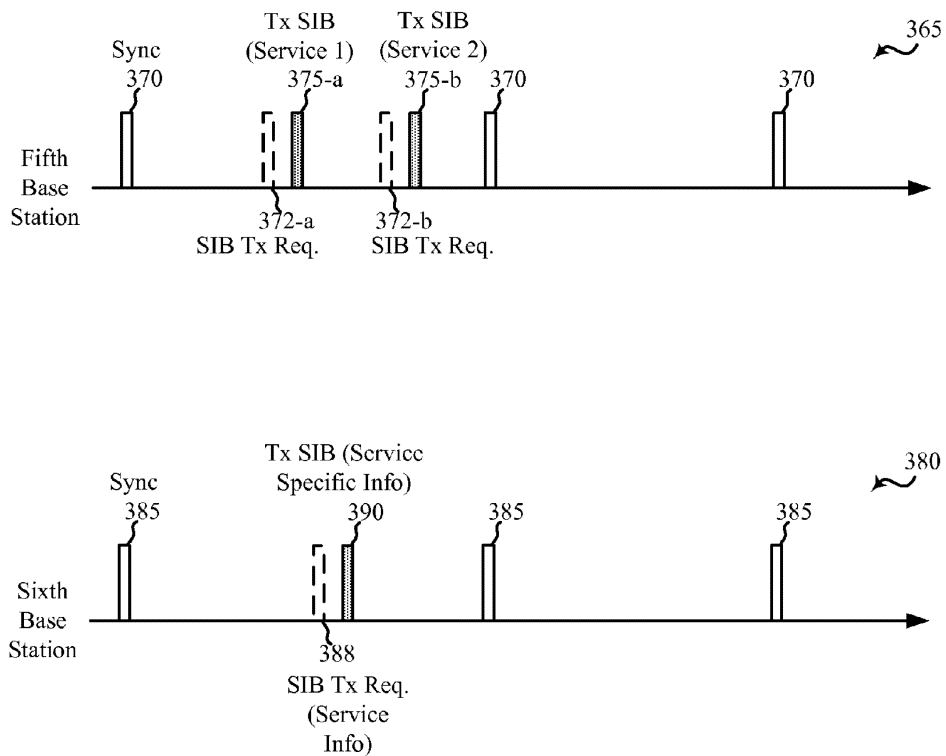 Tx SIB
(Service 1)
Tx SIB
(Service 2)
365
Sync
370
375-a
375-b
370
370
Fifth
Base
Station
372-a
SIB Tx Req.
372-b
SIB Tx Req.
Tx SIB (Service
Specific Info)
380
Sync
385
390
385
385
Sixth
Base
Station
388
SIB Tx Req.
(Service
Info)